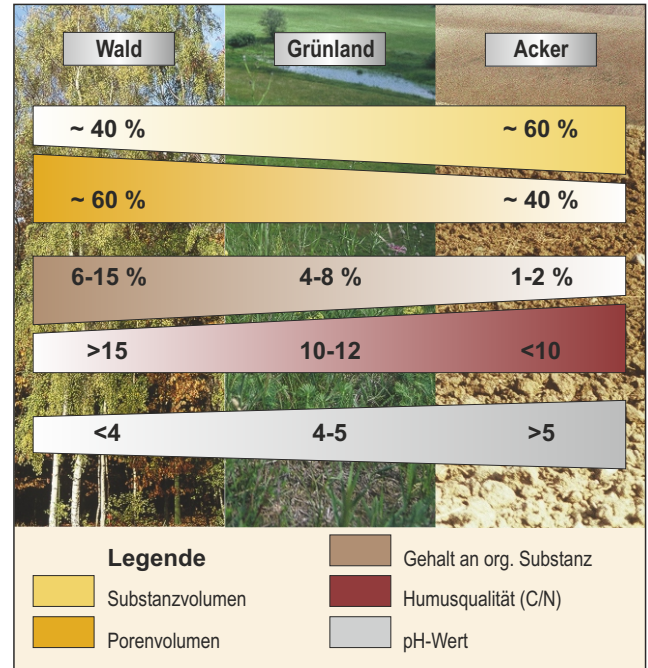 Wald Grünland Acker
~ 40 % ~ 60 %
~ 60 % ~ 40 %
6-15 % 4-8 % 1-2 %
>15 10-12 <10
<4 4-5 >5
Legende
Gehalt an org. Substanz
Substanzvolumen
Humusqualität (C/N)
Porenvolumen
pH-Wert